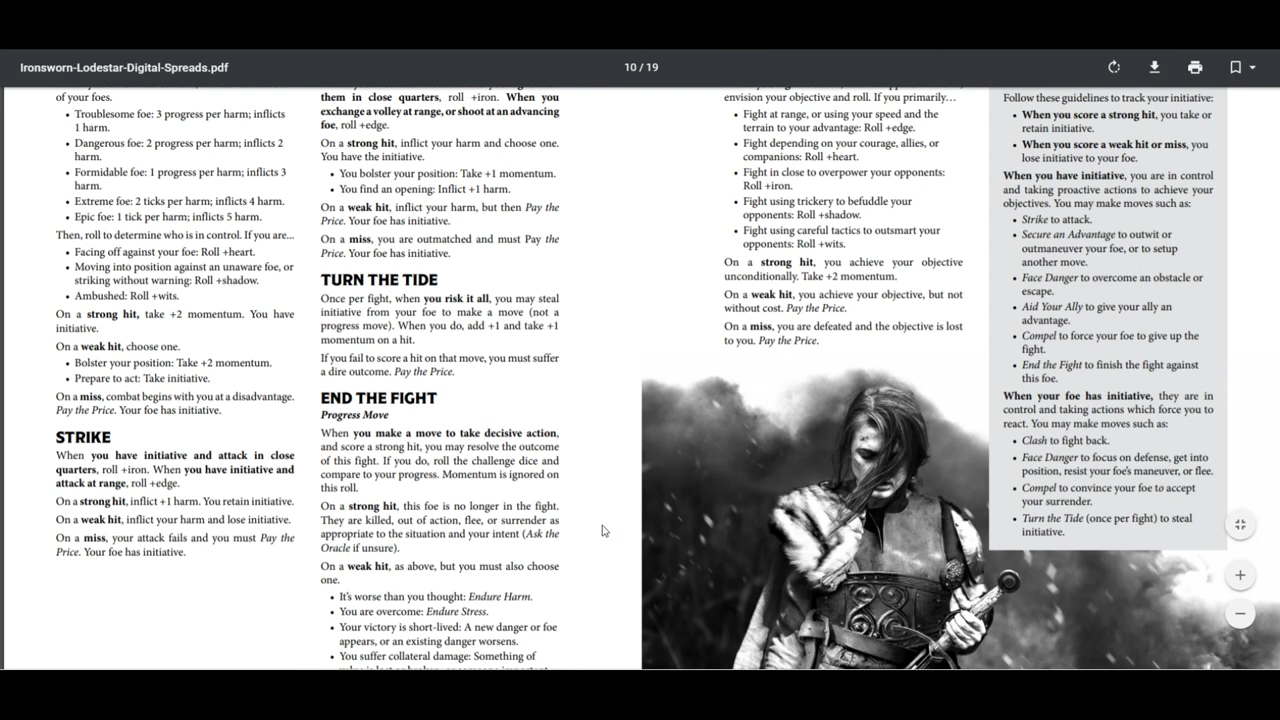 Ironsworn-Lodestar-Digital-Spreads.pdf
10 / 19
of your foes.
• Troublesome foe: 3 progress per harm; inflicts
1 harm.
• Dangerous foe: 2 progress per harm; inflicts 2
harm.
• Formidable foe: 1 progress per harm; inflicts 3
harm.
• Extreme foe: 2 ticks per harm; inflicts 4 harm.
• Epic foe: 1 tick per harm; inflicts 5 harm.
Then, roll to determine who is in control. If you are...
• Facing off against your foe: Roll +heart.
• Moving into position against an unaware foe, or
striking without warning: Roll +shadow.
• Ambushed: Roll +wits.
On a strong hit, take +2 momentum. You have
initiative.
On a weak hit, choose one.
• Bolster your position: Take +2 momentum.
• Prepare to act: Take initiative.
On a miss, combat begins with you at a disadvantage.
Pay the Price. Your foe has initiative.
STRIKE
When you have initiative and attack in close
quarters, roll +iron. When you have initiative and
attack at range, roll +edge.
On a strong hit, inflict +1 harm. You retain initiative.
On a weak hit, inflict your harm and lose initiative.
On a miss, your attack fails and you must Pay the
Price. Your foe has initiative.
them in close quarters, roll +iron. When you
exchange a volley at range, or shoot at an advancing
foe, roll +edge.
On a strong hit, inflict your harm and choose one.
You have the initiative.
• You bolster your position: Take +1 momentum.
• You find an opening: Inflict +1 harm.
On a weak hit, inflict your harm, but then Pay the
Price. Your foe has initiative.
On a miss, you are outmatched and must Pay the
Price. Your foe has initiative.
TURN THE TIDE
Once per fight, when you risk it all, you may steal
initiative from your foe to make a move (not a
progress move). When you do, add +1 and take +1
momentum on a hit.
If you fail to score a hit on that move, you must suffer
a dire outcome. Pay the Price.
END THE FIGHT
Progress Move
When you make a move to take decisive action,
and score a strong hit, you may resolve the outcome
of this fight. If you do, roll the challenge dice and
compare to your progress. Momentum is ignored on
this roll.
On a strong hit, this foe is no longer in the fight.
They are killed, out of action, flee, or surrender as
appropriate to the situation and your intent (Ask the
Oracle if unsure).
On a weak hit, as above, but you must also choose
one.
• It's worse than you thought: Endure Harm.
• You are overcome: Endure Stress.
• Your victory is short-lived: A new danger or foe
appears, or an existing danger worsens.
• You suffer collateral damage: Something of
envision your objective and roll. If you primarily…
• Fight at range, or using your speed and the
terrain to your advantage: Roll +edge.
• Fight depending on your courage, allies, or
companions: Roll +heart.
• Fight in close to overpower your opponents:
Roll +iron.
• Fight using trickery to befuddle your
opponents: Roll +shadow.
• Fight using careful tactics to outsmart your
opponents: Roll +wits.
On a strong hit, you achieve your objective
unconditionally. Take +2 momentum.
On a weak hit, you achieve your objective, but not
without cost. Pay the Price.
On a miss, you are defeated and the objective is lost
to you. Pay the Price.
Follow these guidelines to track your initiative:
• When you score a strong hit, you take or
retain initiative.
• When you score a weak hit or miss, you
lose initiative to your foe.
When you have initiative, you are in control
and taking proactive actions to achieve your
objectives. You may make moves such as:
• Strike to attack.
• Secure an Advantage to outwit or
outmaneuver your foe, or to setup
another move.
• Face Danger to overcome an obstacle or
escape.
• Aid Your Ally to give your ally an
advantage.
• Compel to force your foe to give up the
fight.
• End the Fight to finish the fight against
this foe.
When your foe has initiative, they are in
control and taking actions which force you to
react. You may make moves such as:
• Clash to fight back.
• Face Danger to focus on defense, get into
position, resist your foe's maneuver, or flee.
• Compel to convince your foe to accept
your surrender.
• Turn the Tide (once per fight) to steal
initiative.